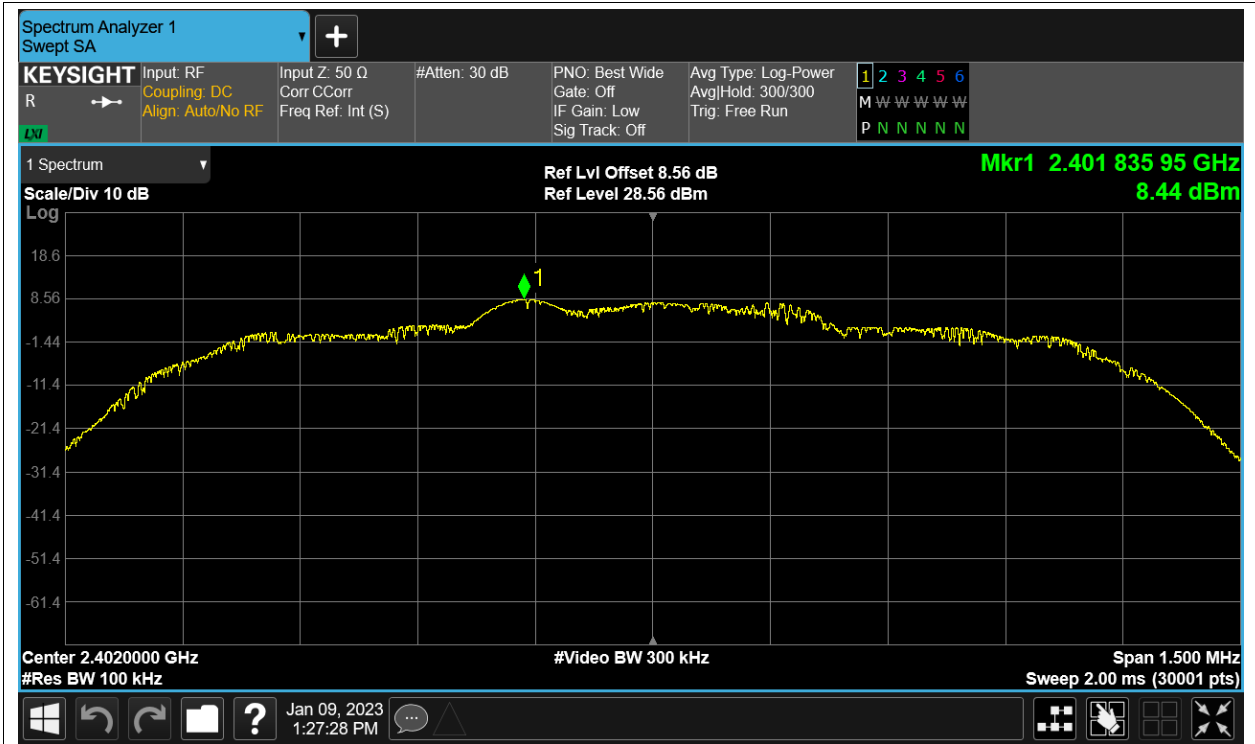 Spectrum Analyzer 1
Swept SA
+
KEYSIGHT
R
LXI
Input: RF
Coupling: DC
Align: Auto/No RF
Input Z: 50 Ω
Corr CCorr
Freq Ref: Int (S)
#Atten: 30 dB
PNO: Best Wide
Gate: Off
IF Gain: Low
Sig Track: Off
Avg Type: Log-Power
Avg|Hold: 300/300
Trig: Free Run
1 2 3 4 5 6
M W W W W W
P N N N N N
1 Spectrum
Scale/Div 10 dB
Log
Ref Lvl Offset 8.56 dB
Ref Level 28.56 dBm
Mkr1 2.401 835 95 GHz
8.44 dBm
1
18.6
8.56
-1.44
-11.4
-21.4
-31.4
-41.4
-51.4
-61.4
Center 2.4020000 GHz
#Res BW 100 kHz
#Video BW 300 kHz
Span 1.500 MHz
Sweep 2.00 ms (30001 pts)
?
Jan 09, 2023
1:27:28 PM